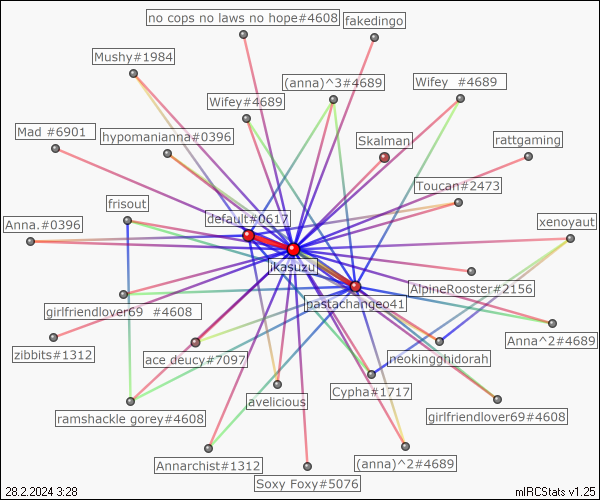 no cops no laws no hope#4608
fakedingo
Mushy#1984
(anna)^3#4689
Wifey  #4689
Wifey#4689
Mad #6901
hypomanianna#0396
Skalman
rattgaming
Toucan#2473
frisout
default#0617
Anna.#0396
xenoyaut
jkasuzu
AlpineRooster#2156
pastachangeo41
girlfriendlover69  #4608
Anna^2#4689
zibbits#1312
ace deucy#7097
neokingghidorah
Cypha#1717
avelicious
ramshackle gorey#4608
girlfriendlover69#4608
Annarchist#1312
(anna)^2#4689
Soxy Foxy#5076
28.2.2024 3:28
mIRCStats v1.25